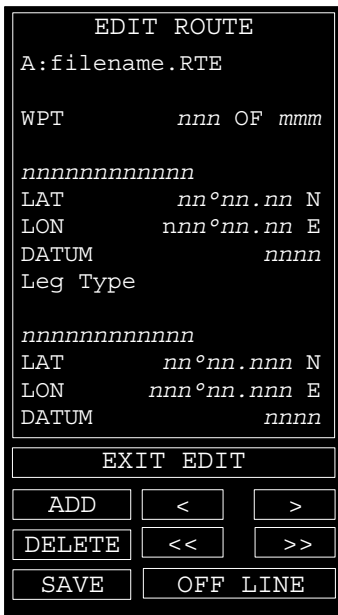 EDIT ROUTE
A:filename.RTE
WPT nnn OF mmm
nnnnnnnnnnnn
LAT nn°nn.nn N
LON nnn°nn.nn E
DATUM nnnn
Leg Type
nnnnnnnnnnnn
LAT nn°nn.nnn N
LON nnn°nn.nnn E
DATUM nnnn
EXIT EDIT
ADD < >
DELETE << >>
SAVE OFF LINE